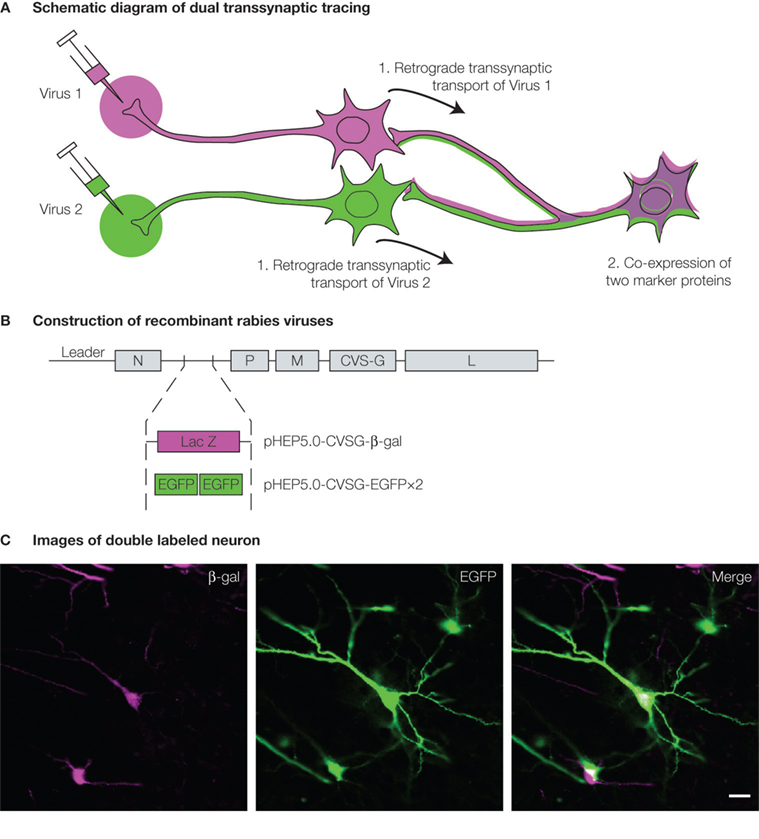 A Schematic diagram of dual transsynaptic tracing
Virus 1
1. Retrograde transsynaptic
transport of Virus 1
Virus 2
1. Retrograde transsynaptic
transport of Virus 2
2. Co-expression of
two marker proteins
B Construction of recombinant rabies viruses
Leader N P M CVS-G L
Lac Z pHEP5.0-CVSG-β-gal
EGFP EGFP pHEP5.0-CVSG-EGFP×2
C Images of double labeled neuron
β-gal EGFP Merge